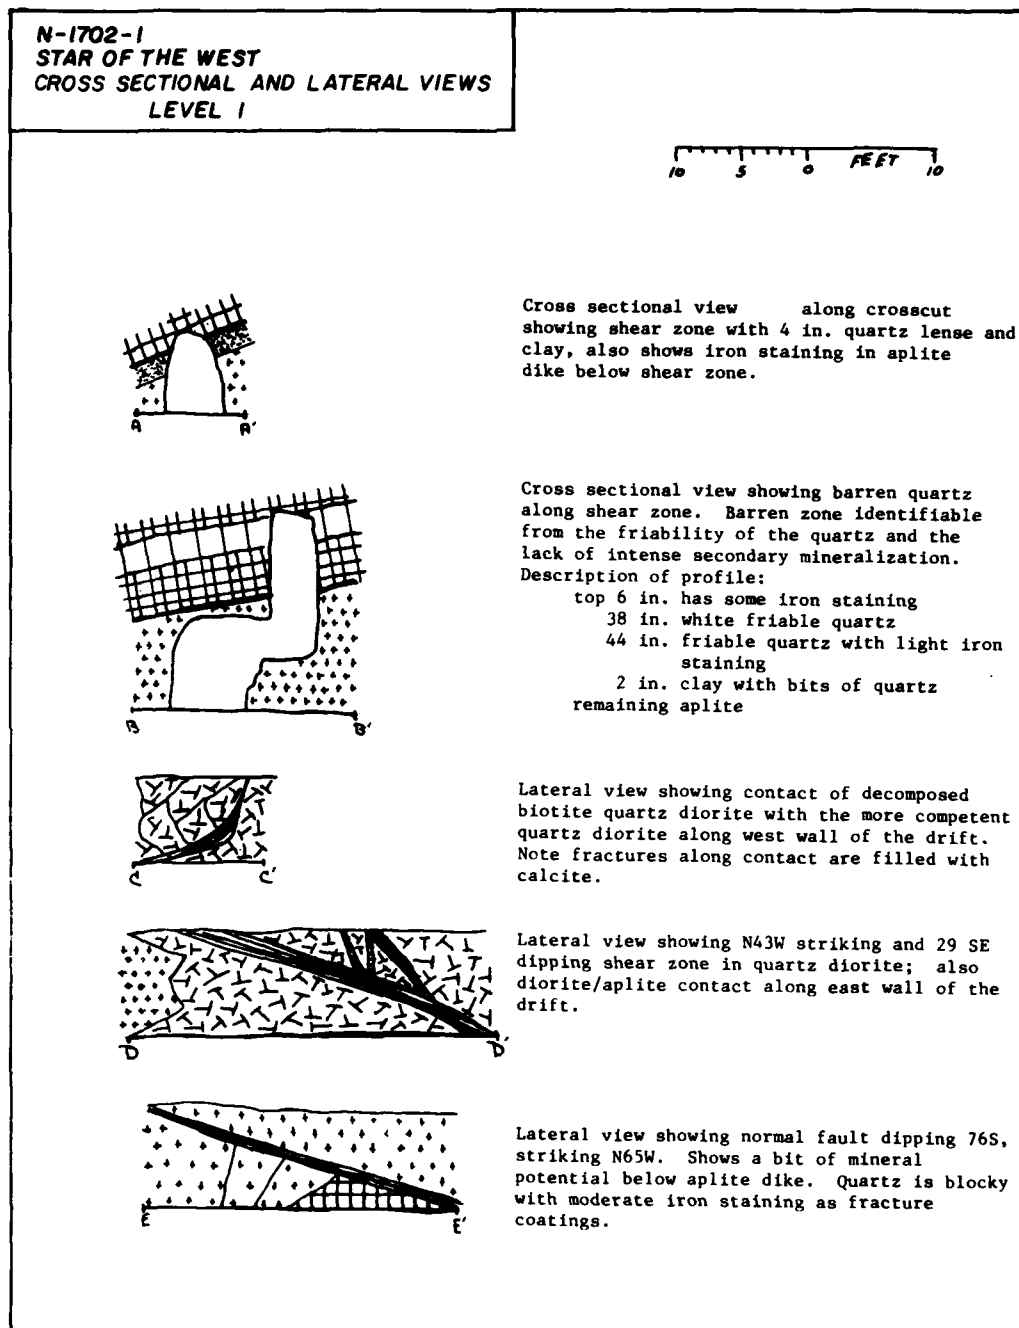 N-1702-1
STAR OF THE WEST
CROSS SECTIONAL AND LATERAL VIEWS
LEVEL 1
10 5 0 FEET 10
Cross sectional view along crosscut
showing shear zone with 4 in. quartz lense and
clay, also shows iron staining in aplite
dike below shear zone.
A A'
Cross sectional view showing barren quartz
along shear zone. Barren zone identifiable
from the friability of the quartz and the
lack of intense secondary mineralization.
Description of profile:
top 6 in. has some iron staining
38 in. white friable quartz
44 in. friable quartz with light iron
staining
2 in. clay with bits of quartz
remaining aplite
B B'
Lateral view showing contact of decomposed
biotite quartz diorite with the more competent
quartz diorite along west wall of the drift.
Note fractures along contact are filled with
calcite.
C C'
Lateral view showing N43W striking and 29 SE
dipping shear zone in quartz diorite; also
diorite/aplite contact along east wall of the
drift.
D D'
Lateral view showing normal fault dipping 76S,
striking N65W. Shows a bit of mineral
potential below aplite dike. Quartz is blocky
with moderate iron staining as fracture
coatings.
E E'